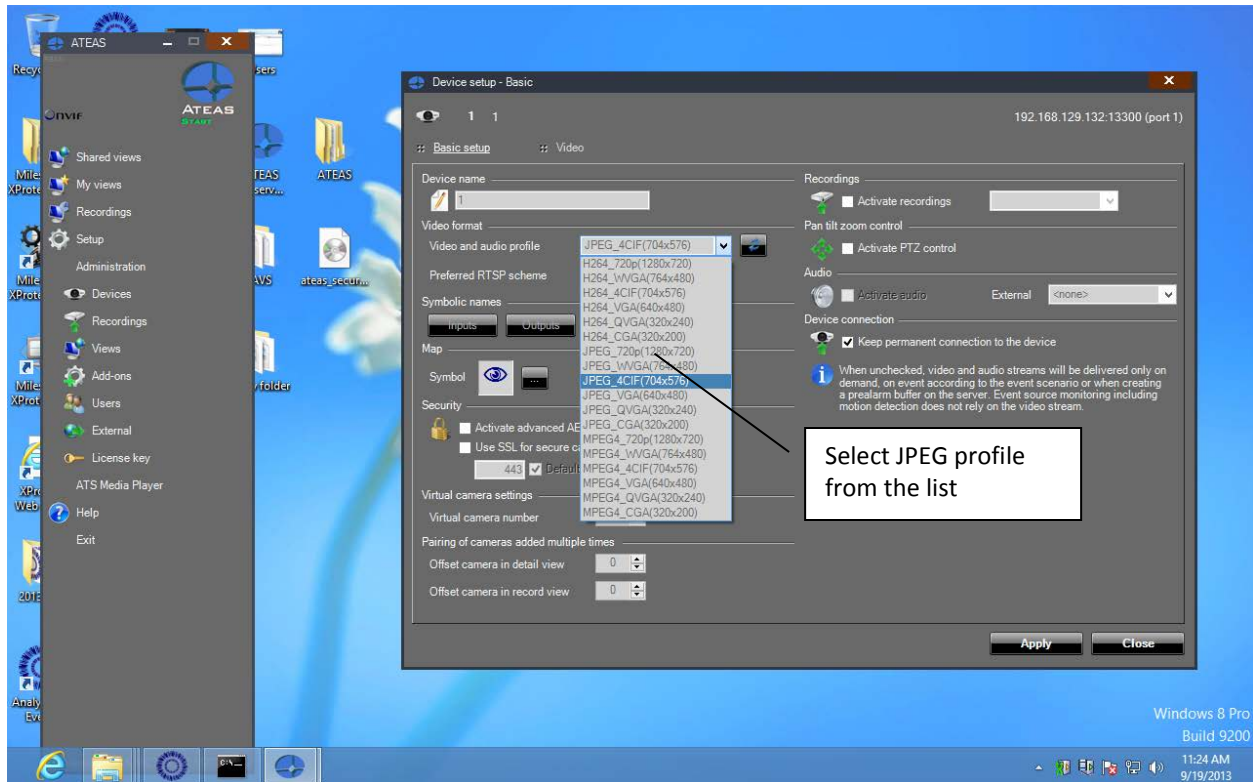 ATEAS
Onvif
ATEAS
START
Shared views
My views
Recordings
Setup
Administration
Devices
Recordings
Views
Add-ons
Users
External
License key
ATS Media Player
Help
Exit
ATEAS
ateas_secur...
folder
Device setup - Basic
1 1
192.168.129.132:13300 (port 1)
:: Basic setup
:: Video
Device name
1
Video format
Video and audio profile
JPEG_4CIF(704x576)
Preferred RTSP scheme
H264_720p(1280x720)
H264_WVGA(764x480)
H264_4CIF(704x576)
H264_VGA(640x480)
H264_QVGA(320x240)
H264_CGA(320x200)
JPEG_720p(1280x720)
JPEG_WVGA(764x480)
JPEG_4CIF(704x576)
JPEG_VGA(640x480)
JPEG_QVGA(320x240)
JPEG_CGA(320x200)
MPEG4_720p(1280x720)
MPEG4_WVGA(764x480)
MPEG4_4CIF(704x576)
MPEG4_VGA(640x480)
MPEG4_QVGA(320x240)
MPEG4_CGA(320x200)
Symbolic names
Inputs
Outputs
Map
Symbol
...
Security
Activate advanced AE
Use SSL for secure c
443
Default
Virtual camera settings
Virtual camera number
Pairing of cameras added multiple times
Offset camera in detail view
0
Offset camera in record view
0
Recordings
Activate recordings
Pan tilt zoom control
Activate PTZ control
Audio
Activate audio
External
<none>
Device connection
Keep permanent connection to the device
When unchecked, video and audio streams will be delivered only on
demand, on event according to the event scenario or when creating
a prealarm buffer on the server. Event source monitoring including
motion detection does not rely on the video stream.
Select JPEG profile
from the list
Apply
Close
Windows 8 Pro
Build 9200
11:24 AM
9/19/2013